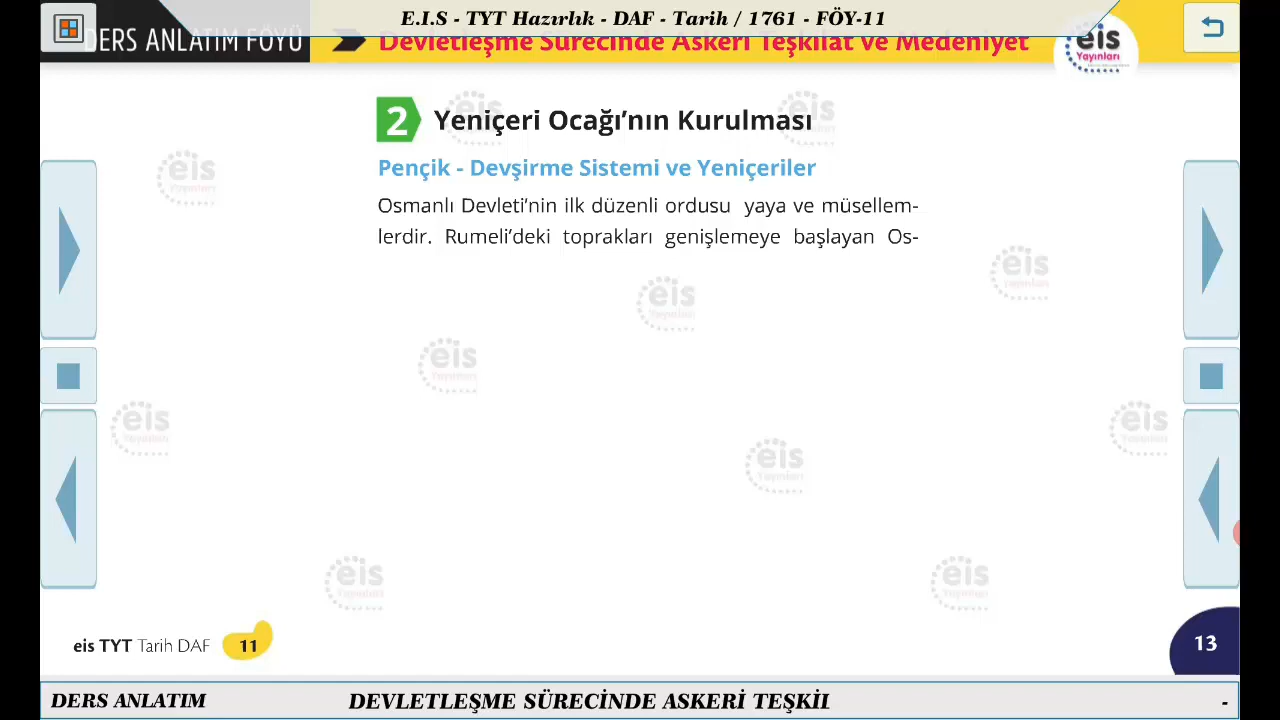 E.I.S - TYT Hazırlık - DAF - Tarih / 1761 - FÖY-11
DERS ANLATIM FÖYÜ
Devletleşme Sürecinde Askeri Teşkilat ve Medeniyet
eis
Yayınları
2 Yeniçeri Ocağı’nın Kurulması
Pençik - Devşirme Sistemi ve Yeniçeriler
Osmanlı Devleti’nin ilk düzenli ordusu yaya ve müsellem-
lerdir. Rumeli’deki toprakları genişlemeye başlayan Os-
eis TYT Tarih DAF 11
13
DERS ANLATIM DEVLETLEŞME SÜRECİNDE ASKERİ TEŞKİI -